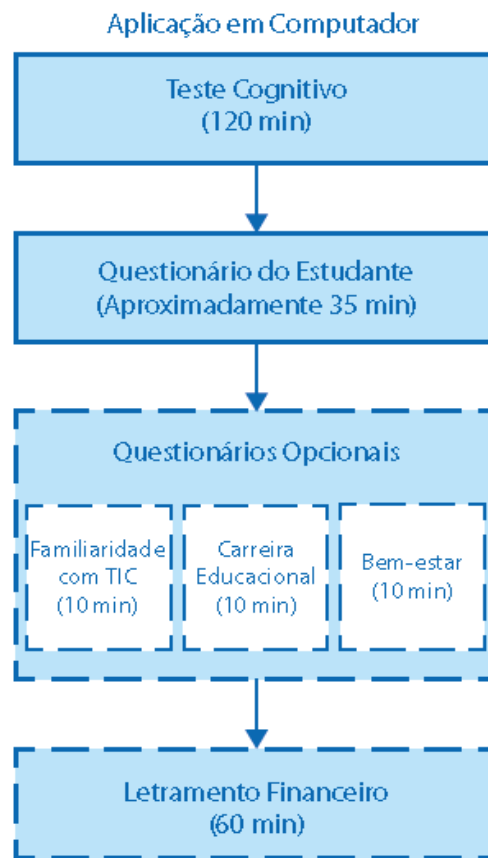 Aplicação em Computador
Teste Cognitivo
(120 min)
Questionário do Estudante
(Aproximadamente 35 min)
Questionários Opcionais
Familiaridade
com TIC
(10 min)
Carreira
Educacional
(10 min)
Bem-estar
(10 min)
Letramento Financeiro
(60 min)